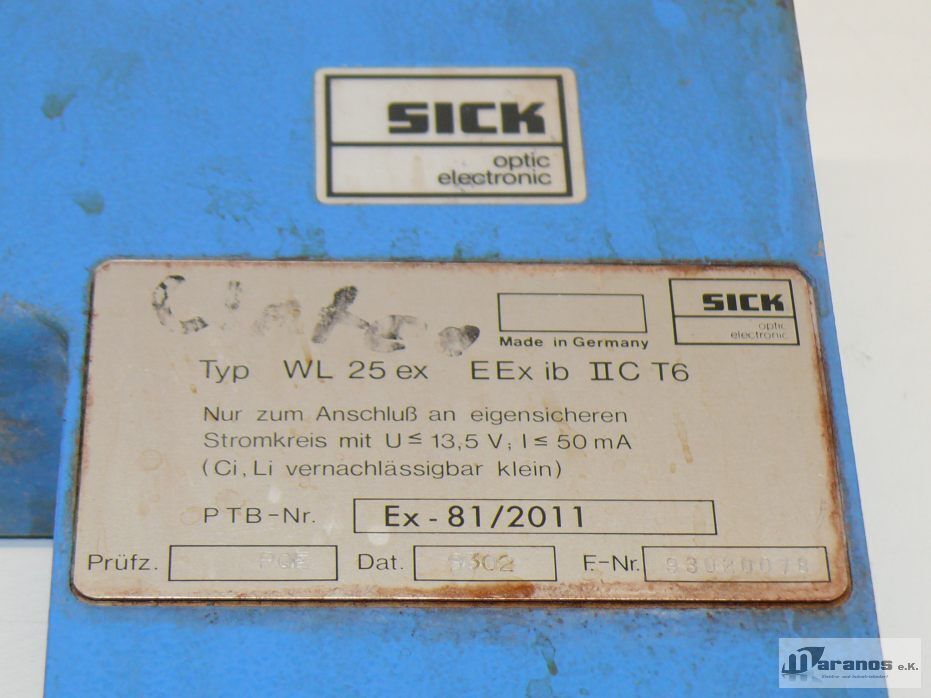 SICK
optic
electronic
SICK
optic
electronic
Made in Germany
Typ WL 25 ex EEx ib IIC T6
Nur zum Anschluß an eigensicheren
Stromkreis mit U ≤ 13,5 V; I ≤ 50 mA
(Ci, Li vernachlässigbar klein)
PTB-Nr. Ex-81/2011
Prüfz. Dat. F-Nr. 93020078
Maranos e.K.